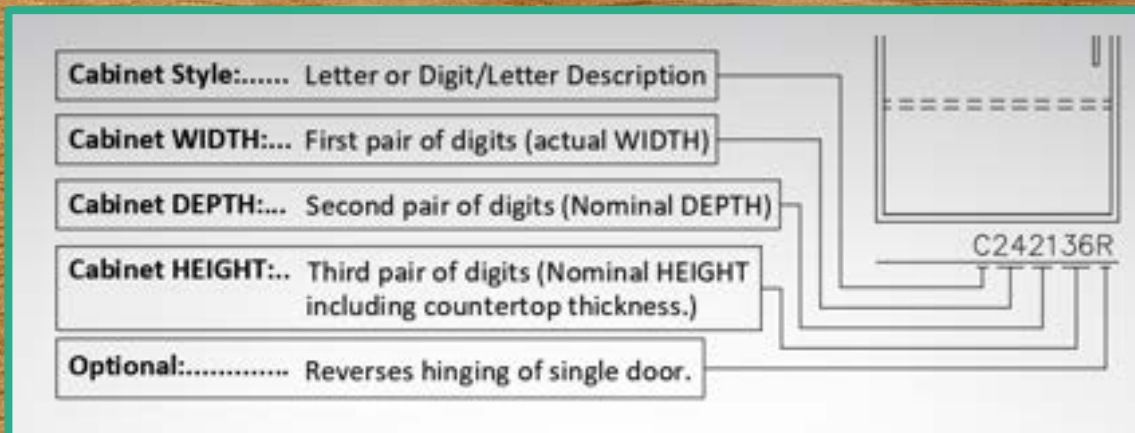 Cabinet Style:...... Letter or Digit/Letter Description
Cabinet WIDTH:... First pair of digits (actual WIDTH)
Cabinet DEPTH:... Second pair of digits (Nominal DEPTH)
Cabinet HEIGHT:.. Third pair of digits (Nominal HEIGHT
including countertop thickness.)
Optional:............. Reverses hinging of single door.
C242136R